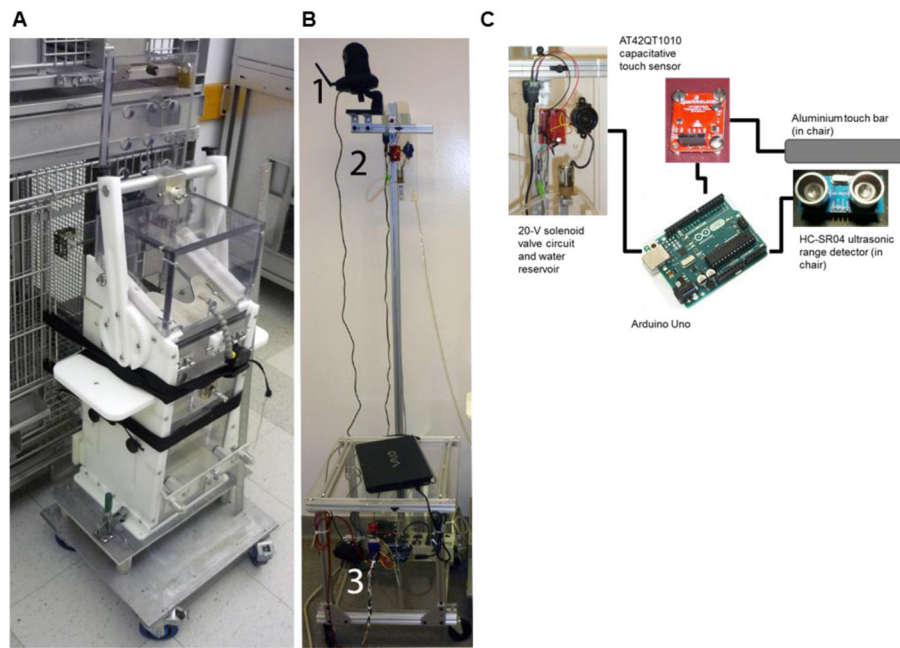 A
B
C
1
2
3
VAIO
AT42QT1010
capacitative
touch sensor
Aluminium touch bar
(in chair)
20-V solenoid
valve circuit
and water
reservoir
HC-SR04 ultrasonic
range detector (in
chair)
Arduino Uno